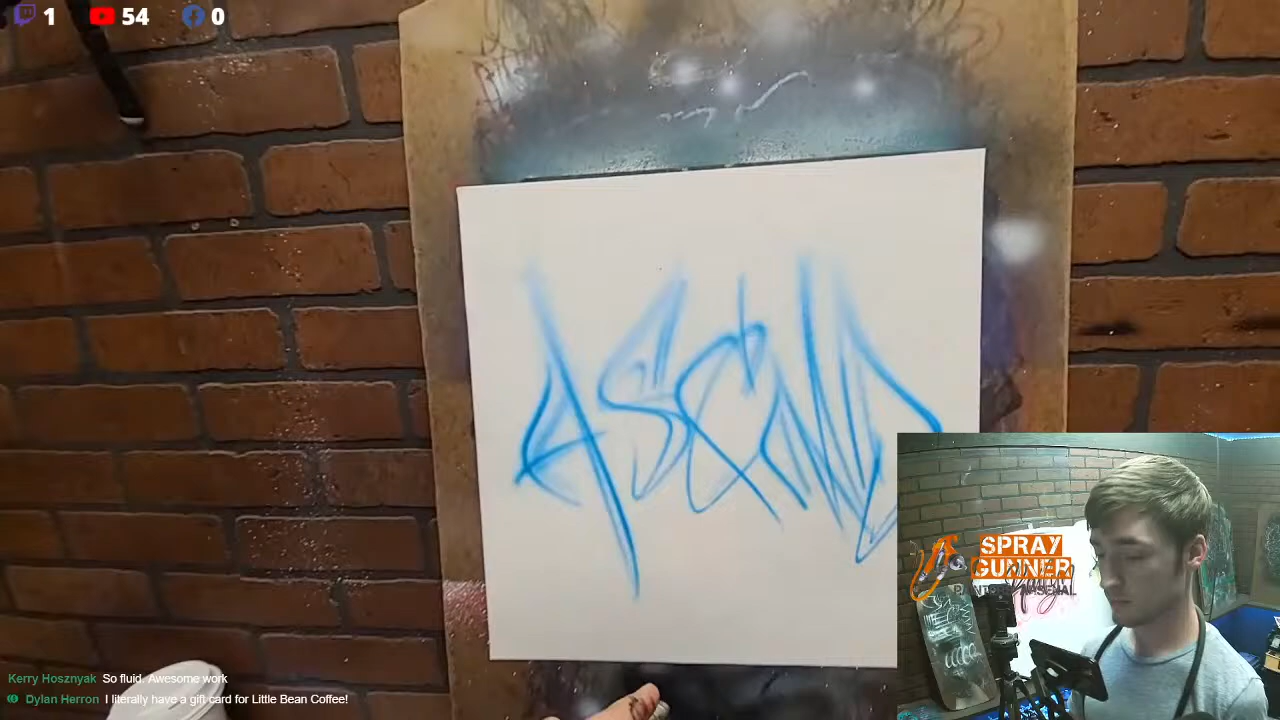 1 54 0
ASCND
SPRAY
GUNNER
Kerry Hosznyak So fluid. Awesome work
Dylan Herron I literally have a gift card for Little Bean Coffee!